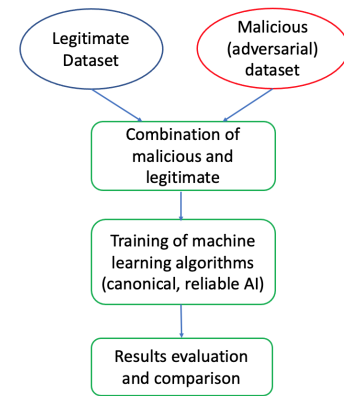 Legitimate
Dataset
Malicious
(adversarial)
dataset
Combination of
malicious and
legitimate
Training of machine
learning algorithms
(canonical, reliable AI)
Results evaluation
and comparison